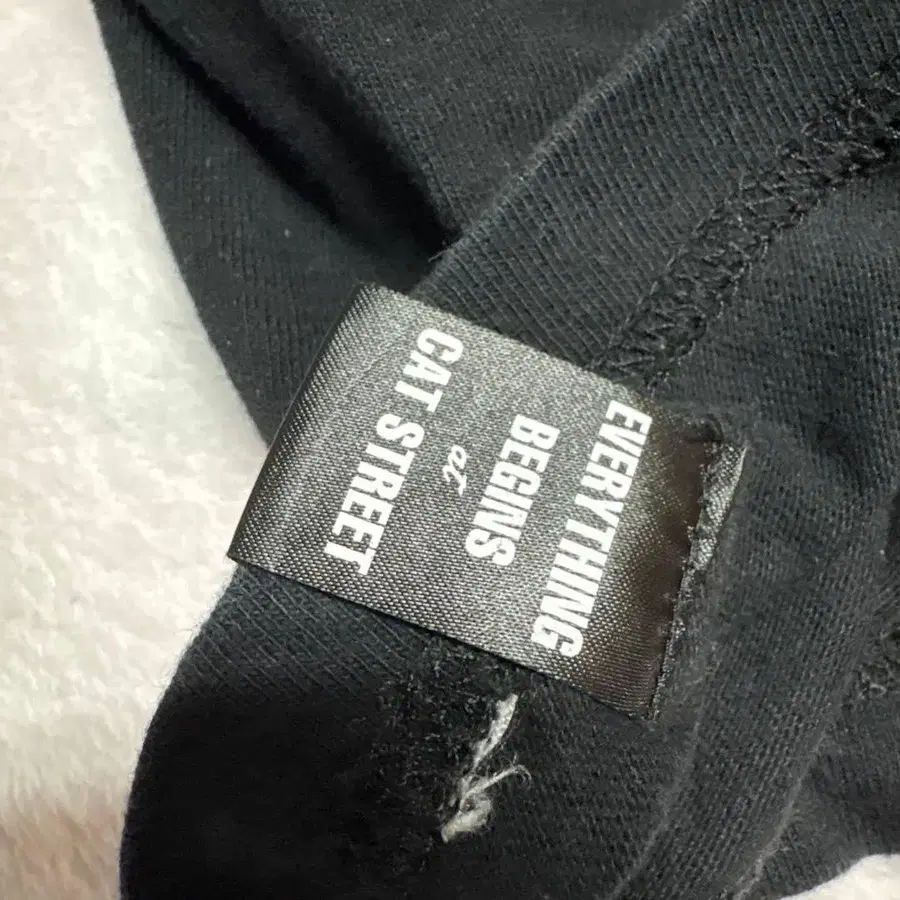 EVERYTHING
BEGINS
at
CAT STREET